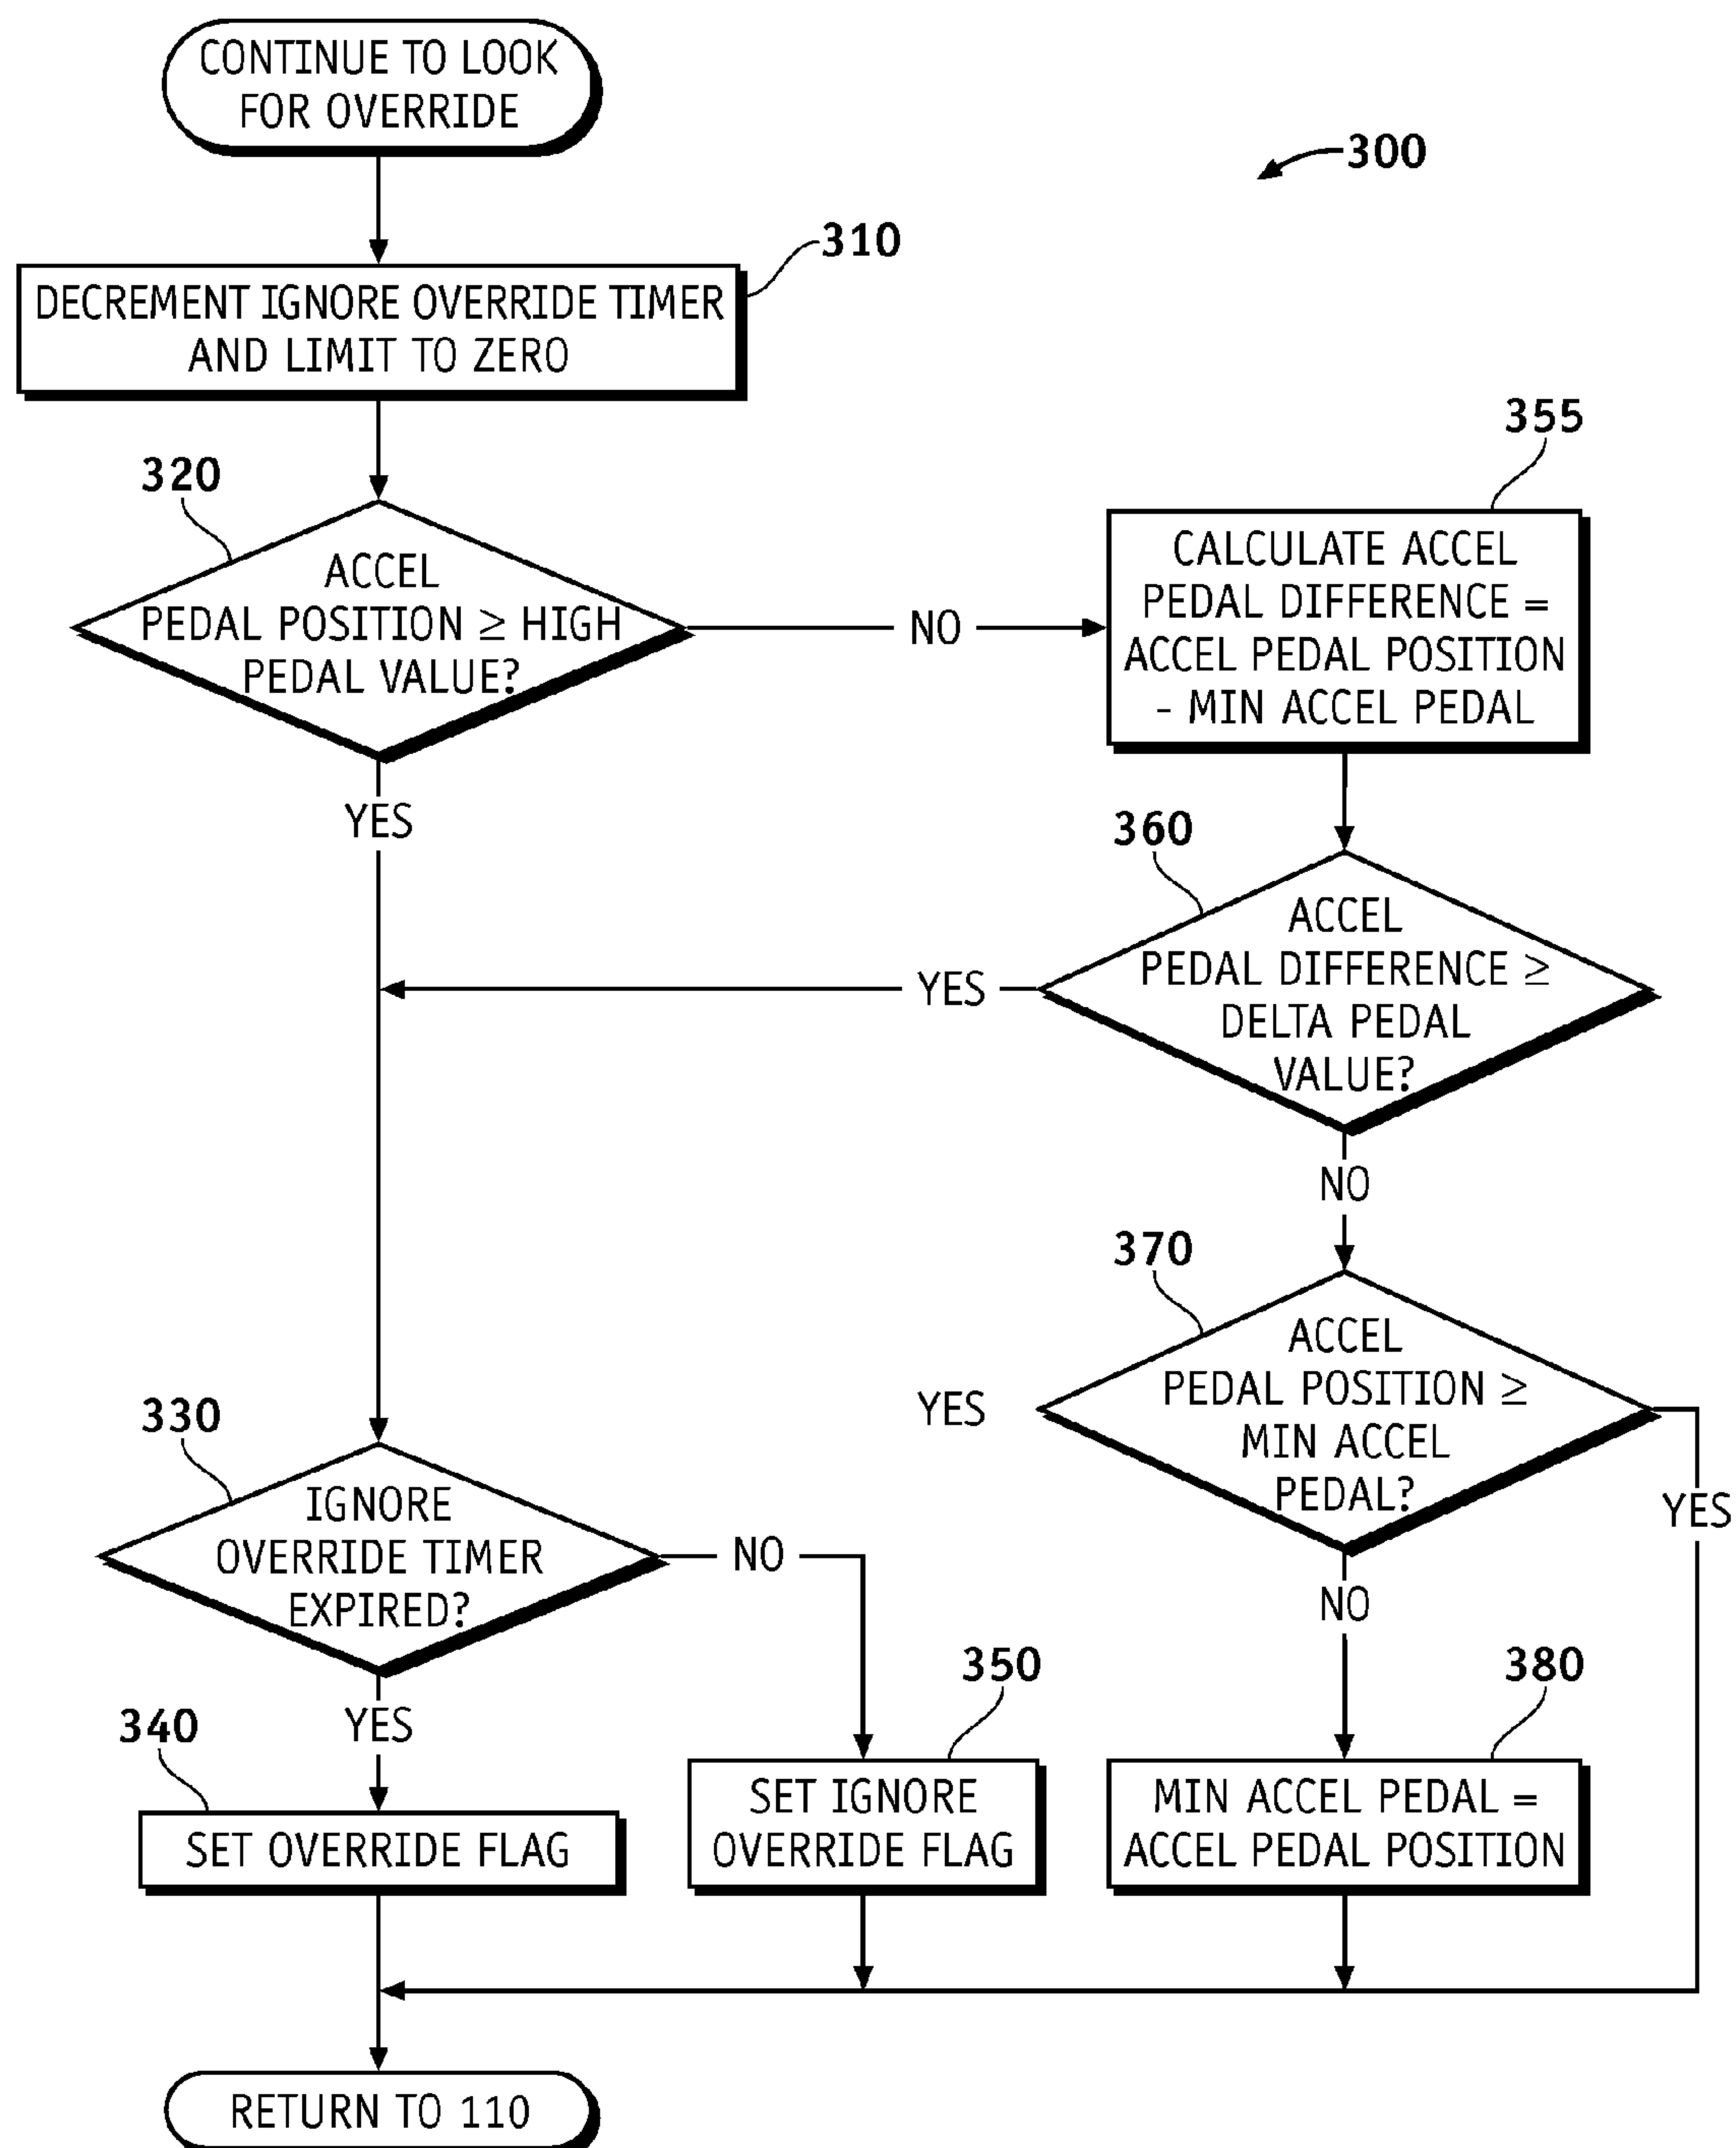 CONTINUE TO LOOK
FOR OVERRIDE
300
310
DECREMENT IGNORE OVERRIDE TIMER
AND LIMIT TO ZERO
320
ACCEL
PEDAL POSITION ≥ HIGH
PEDAL VALUE?
NO
YES
355
CALCULATE ACCEL
PEDAL DIFFERENCE =
ACCEL PEDAL POSITION
- MIN ACCEL PEDAL
360
ACCEL
PEDAL DIFFERENCE ≥
DELTA PEDAL
VALUE?
YES
NO
370
ACCEL
PEDAL POSITION ≥
MIN ACCEL
PEDAL?
YES
YES
NO
330
IGNORE
OVERRIDE TIMER
EXPIRED?
NO
YES
340
SET OVERRIDE FLAG
350
SET IGNORE
OVERRIDE FLAG
380
MIN ACCEL PEDAL =
ACCEL PEDAL POSITION
RETURN TO 110